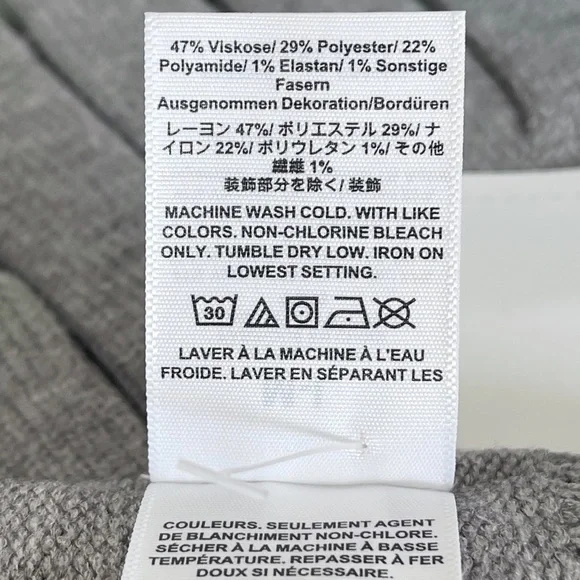 47% Viskose/ 29% Polyester/ 22%
Polyamide/ 1% Elastan/ 1% Sonstige
Fasern
Ausgenommen Dekoration/Bordüren
レーヨン 47%/ ポリエステル 29%/ ナ
イロン 22%/ ポリウレタン 1%/ その他
繊維 1%
装飾部分を除く/ 装飾
MACHINE WASH COLD. WITH LIKE
COLORS. NON-CHLORINE BLEACH
ONLY. TUMBLE DRY LOW. IRON ON
LOWEST SETTING.
30
LAVER À LA MACHINE À L'EAU
FROIDE. LAVER EN SÉPARANT LES
COULEURS. SEULEMENT AGENT
DE BLANCHIMENT NON-CHLORE.
SÉCHER À LA MACHINE À BASSE
TEMPÉRATURE. REPASSER À FER
DOUX SI NÉCESSAIRE.